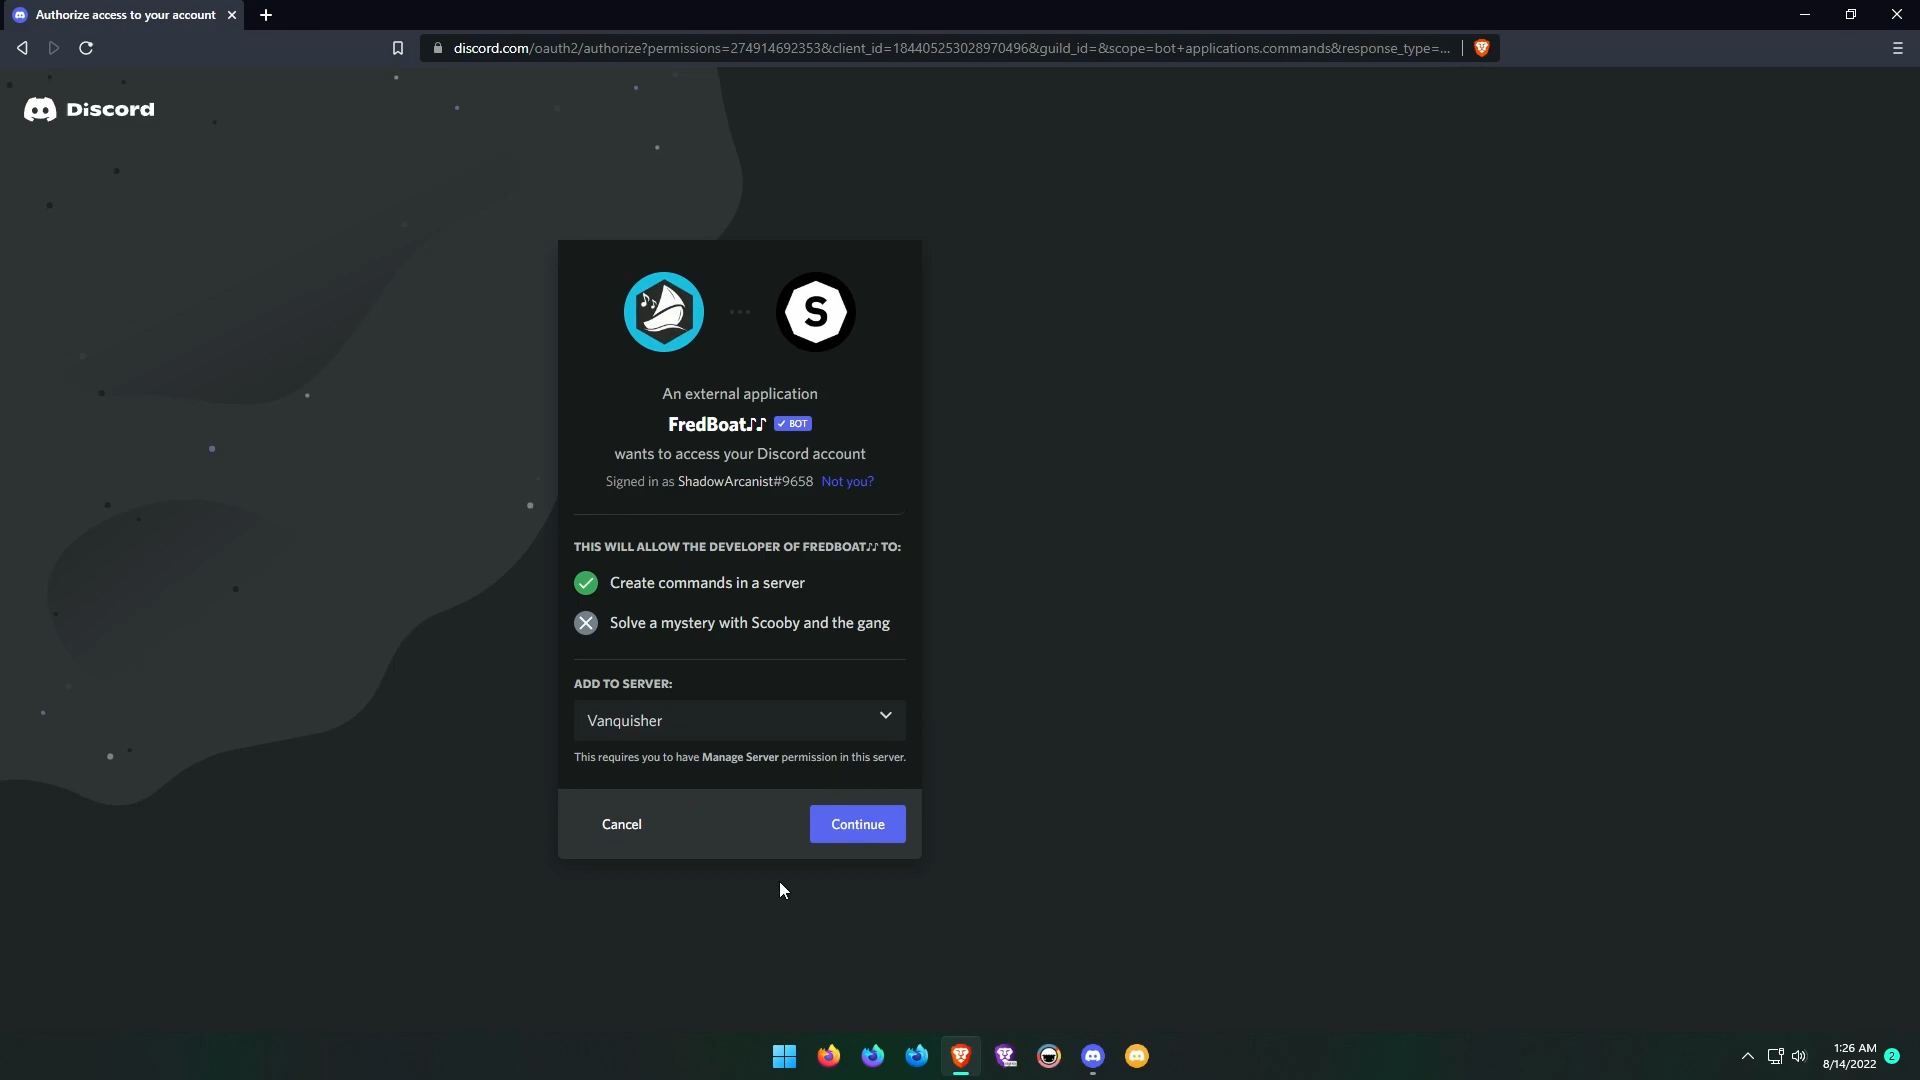 Authorize access to your account
discord.com/oauth2/authorize?permissions=274914692353&client_id=184405253028970496&guild_id=&scope=bot+applications.commands&response_type=...
Discord
S
An external application
FredBoat♪♪ ✓ BOT
wants to access your Discord account
Signed in as ShadowArcanist#9658 Not you?
THIS WILL ALLOW THE DEVELOPER OF FREDBOAT♪♪ TO:
Create commands in a server
Solve a mystery with Scooby and the gang
ADD TO SERVER:
Vanquisher
This requires you to have Manage Server permission in this server.
Cancel
Continue
1:26 AM
8/14/2022
2